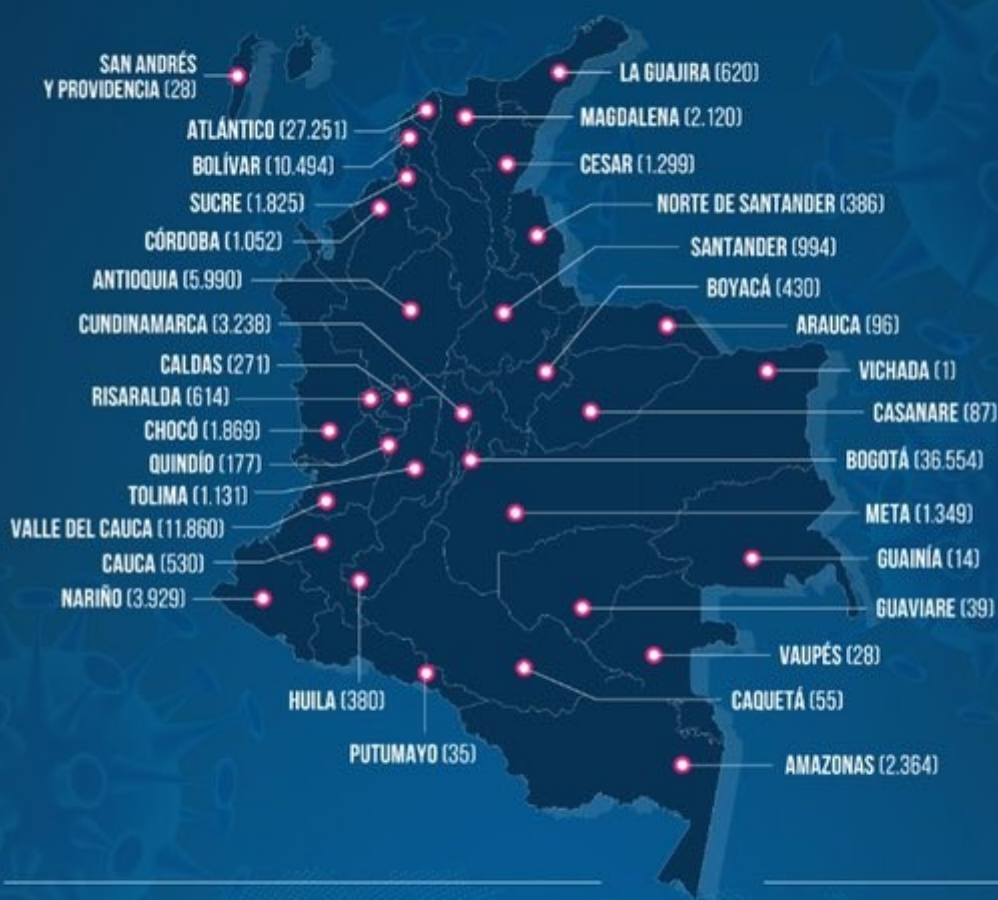 SAN ANDRÉS
Y PROVIDENCIA (28)
ATLÁNTICO (27.251)
BOLÍVAR (10.494)
SUCRE (1.825)
CÓRDOBA (1.052)
ANTIOQUIA (5.990)
CUNDINAMARCA (3.238)
CALDAS (271)
RISARALDA (614)
CHOCÓ (1.869)
QUINDÍO (177)
TOLIMA (1.131)
VALLE DEL CAUCA (11.860)
CAUCA (530)
NARIÑO (3.929)
HUILA (380)
PUTUMAYO (35)
LA GUAJIRA (620)
MAGDALENA (2.120)
CESAR (1.299)
NORTE DE SANTANDER (386)
SANTANDER (994)
BOYACÁ (430)
ARAUCA (96)
VICHADA (1)
CASANARE (87)
BOGOTÁ (36.554)
META (1.349)
GUAINÍA (14)
GUAVIARE (39)
VAUPÉS (28)
CAQUETÁ (55)
AMAZONAS (2.364)